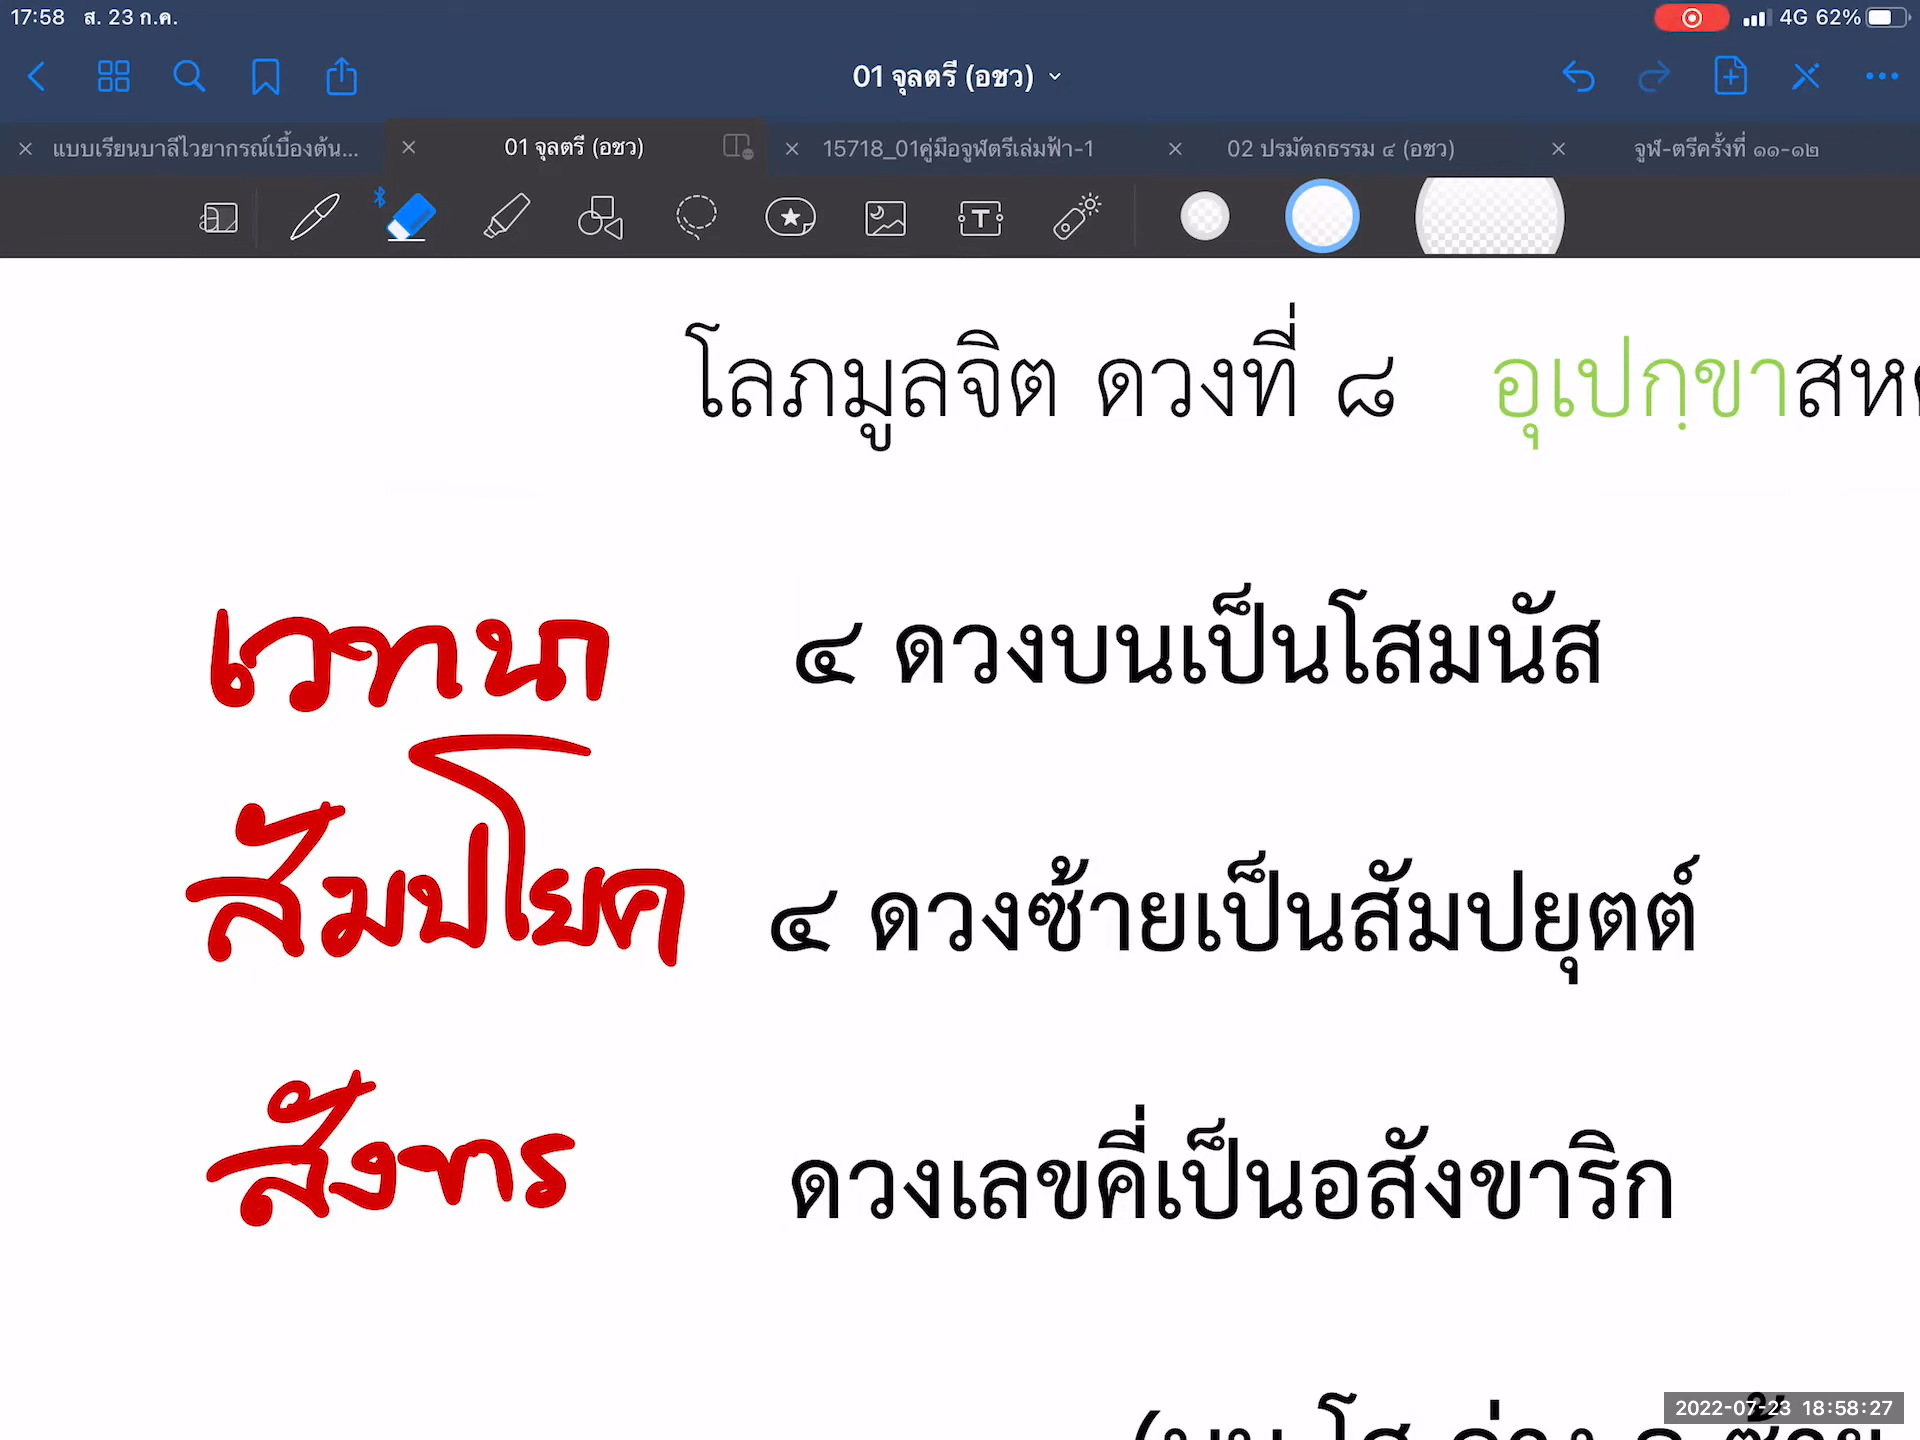 17:58 ส. 23 ก.ค. 4G 62%
01 จุลตรี (อชว)
แบบเรียนบาลีไวยากรณ์เบื้องต้น... 01 จุลตรี (อชว) 15718_01คู่มือจูฬตรีเล่มฟ้า-1 02 ปรมัตถธรรม ๔ (อชว) จูฬ-ตรีครั้งที่ ๑๑-๑๒
โลภมูลจิต ดวงที่ ๘ อุเปกฺขาสห
เวทนา ๔ ดวงบนเป็นโสมนัส
สัมปโยค ๔ ดวงซ้ายเป็นสัมปยุตต์
สังขาร ดวงเลขคี่เป็นอสังขาริก
2022-07-23 18:58:27